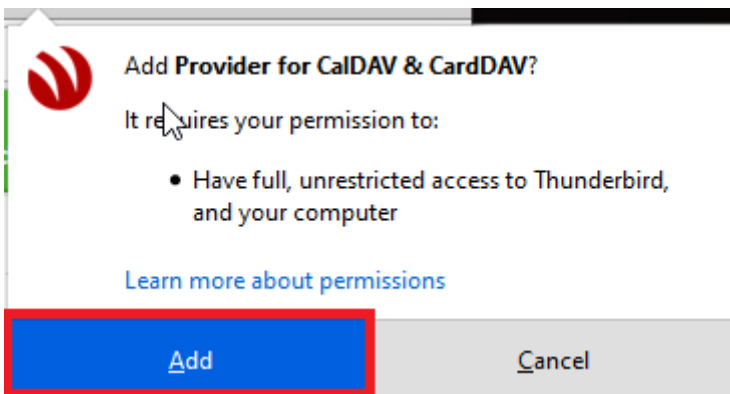 Add Provider for CalDAV & CardDAV?
It requires your permission to:
• Have full, unrestricted access to Thunderbird,
and your computer
Learn more about permissions
Add
Cancel